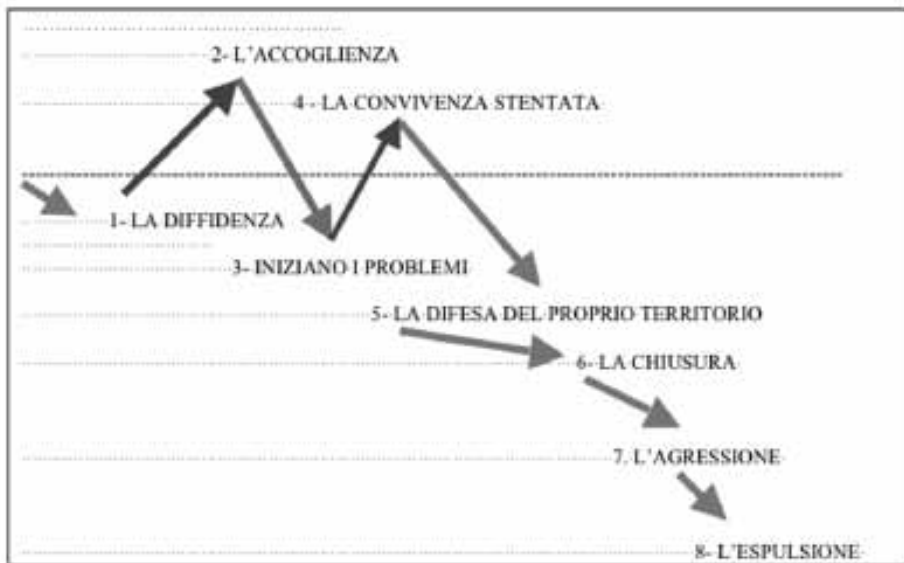 2- L'ACCOGLIENZA
4 - LA CONVIVENZA STENTATA
1- LA DIFFIDENZA
3- INIZIANO I PROBLEMI
5- LA DIFESA DEL PROPRIO TERRITORIO
6- LA CHIUSURA
7. L'AGRESSIONE
8- L'ESPULSIONE